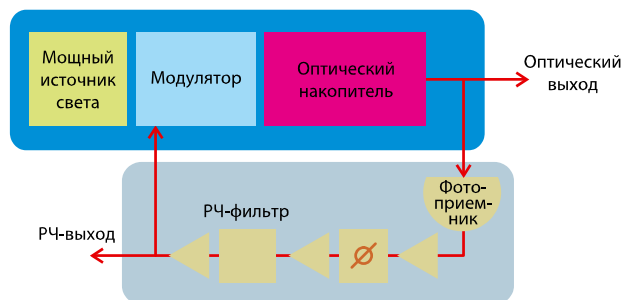 Мощный
источник
света
Модулятор
Оптический
накопитель
Оптический
выход
Фото-
прием-
ник
РЧ-фильтр
РЧ-выход